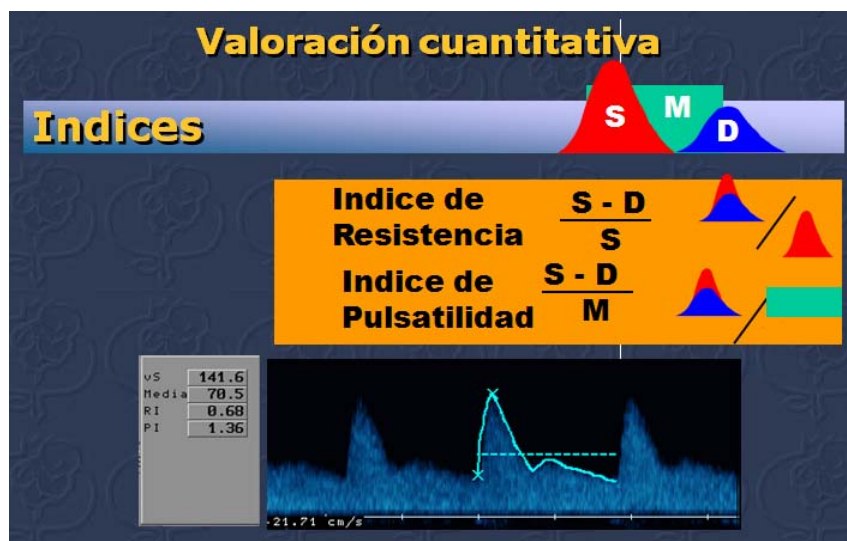 Valoración cuantitativa
Indices
S M D
Indice de Resistencia
S - D
S
Indice de Pulsatilidad
S - D
M
vS 141.6
Media 70.5
RI 0.68
PI 1.36
-21.71 cm/s